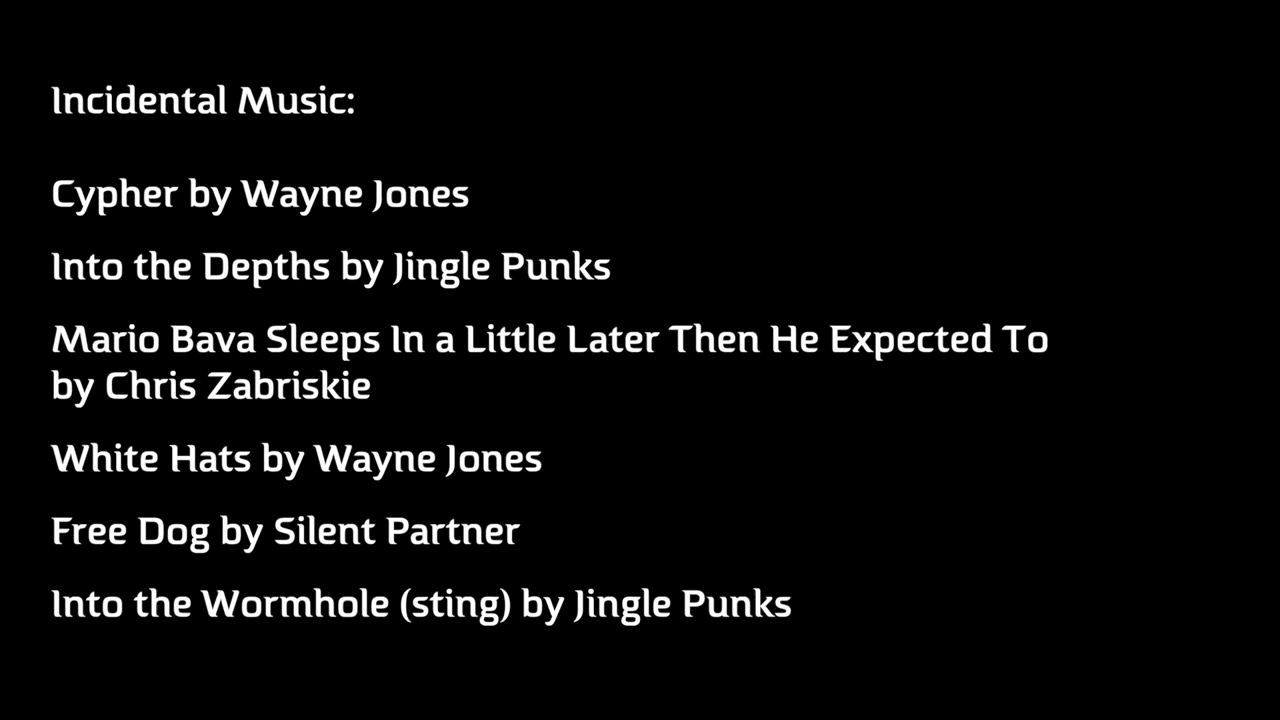 Incidental Music:
Cypher by Wayne Jones
Into the Depths by Jingle Punks
Mario Bava Sleeps In a Little Later Then He Expected To
by Chris Zabriskie
White Hats by Wayne Jones
Free Dog by Silent Partner
Into the Wormhole (sting) by Jingle Punks